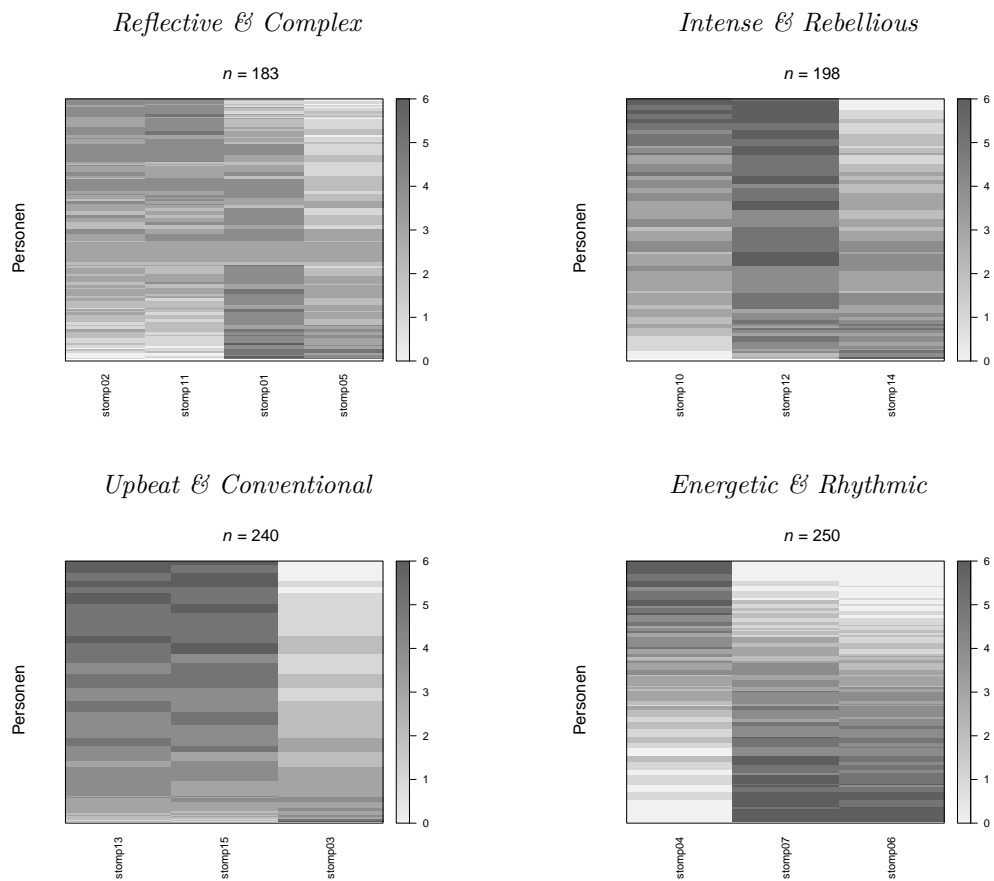 Reflective & Complex
n = 183
Personen
6
5
4
3
2
1
0
stomp02
stomp11
stomp01
stomp05
Intense & Rebellious
n = 198
Personen
6
5
4
3
2
1
0
stomp10
stomp12
stomp14
Upbeat & Conventional
n = 240
Personen
6
5
4
3
2
1
0
stomp13
stomp15
stomp03
Energetic & Rhythmic
n = 250
Personen
6
5
4
3
2
1
0
stomp04
stomp07
stomp06